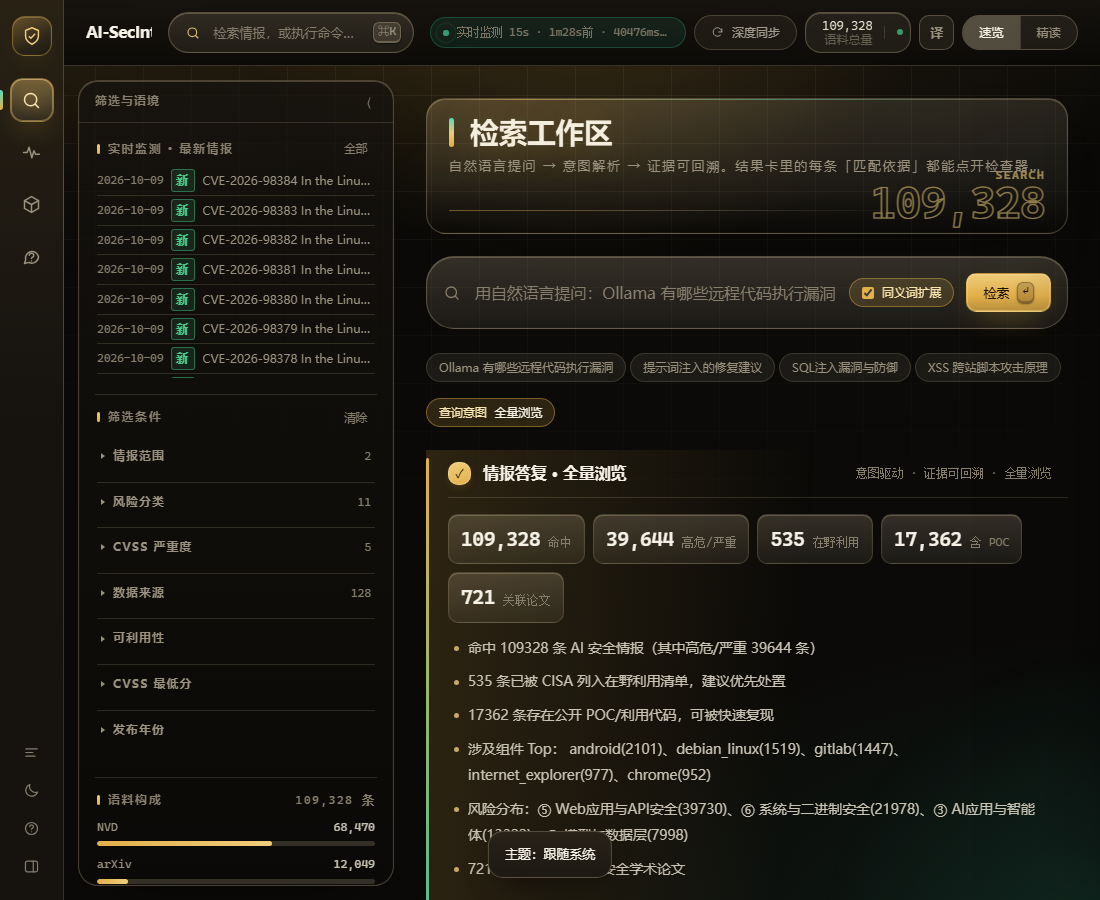 AI-SecInt
检索情报，或执行命令...
⌘K
实时监测 15s · 1m28s前 · 40476ms…
深度同步
109,328
语料总量
译
速览
精读
筛选与语境
实时监测 • 最新情报
全部
2026-10-09 新 CVE-2026-98384 In the Linu...
2026-10-09 新 CVE-2026-98383 In the Linu...
2026-10-09 新 CVE-2026-98382 In the Linu...
2026-10-09 新 CVE-2026-98381 In the Linu...
2026-10-09 新 CVE-2026-98380 In the Linu...
2026-10-09 新 CVE-2026-98379 In the Linu...
2026-10-09 新 CVE-2026-98378 In the Linu...
筛选条件
清除
情报范围 2
风险分类 11
CVSS 严重度 5
数据来源 128
可利用性
CVSS 最低分
发布年份
语料构成 109,328 条
NVD 68,470
arXiv 12,049
检索工作区
自然语言提问 → 意图解析 → 证据可回溯。结果卡里的每条「匹配依据」都能点开检查器。
SEARCH
109,328
用自然语言提问：Ollama 有哪些远程代码执行漏洞
同义词扩展
检索
Ollama 有哪些远程代码执行漏洞
提示词注入的修复建议
SQL注入漏洞与防御
XSS 跨站脚本攻击原理
查询意图 全量浏览
情报答复 • 全量浏览
意图驱动 · 证据可回溯 · 全量浏览
109,328 命中
39,644 高危/严重
535 在野利用
17,362 含 POC
721 关联论文
命中 109328 条 AI 安全情报（其中高危/严重 39644 条）
535 条已被 CISA 列入在野利用清单，建议优先处置
17362 条存在公开 POC/利用代码，可被快速复现
涉及组件 Top： android(2101)、debian_linux(1519)、gitlab(1447)、
internet_explorer(977)、chrome(952)
风险分布：⑤ Web应用与API安全(39730)、⑥ 系统与二进制安全(21978)、③ AI应用与智能
数据层(7998)
安全学术论文
主题：跟随系统